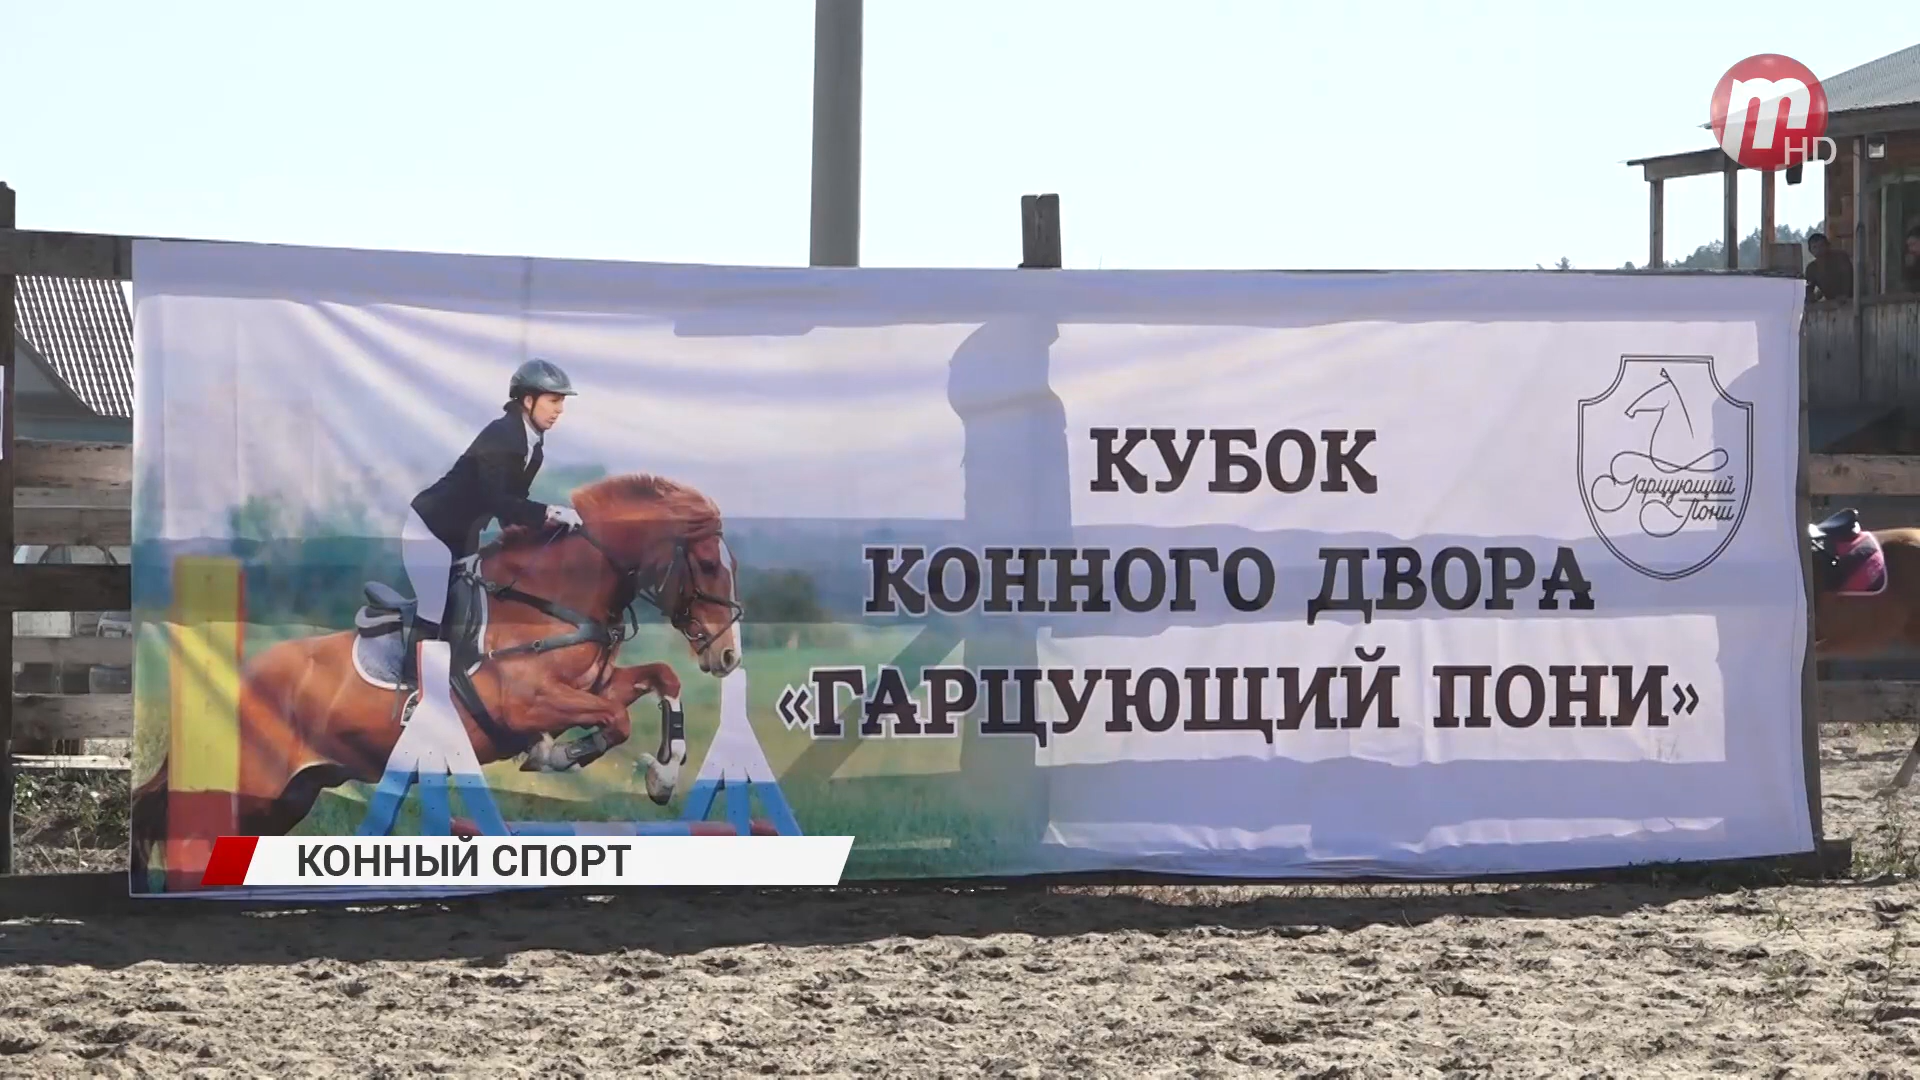 m HD
КУБОК
КОННОГО ДВОРА
«ГАРЦУЮЩИЙ ПОНИ»
Гарцующий
Пони
КОННЫЙ СПОРТ